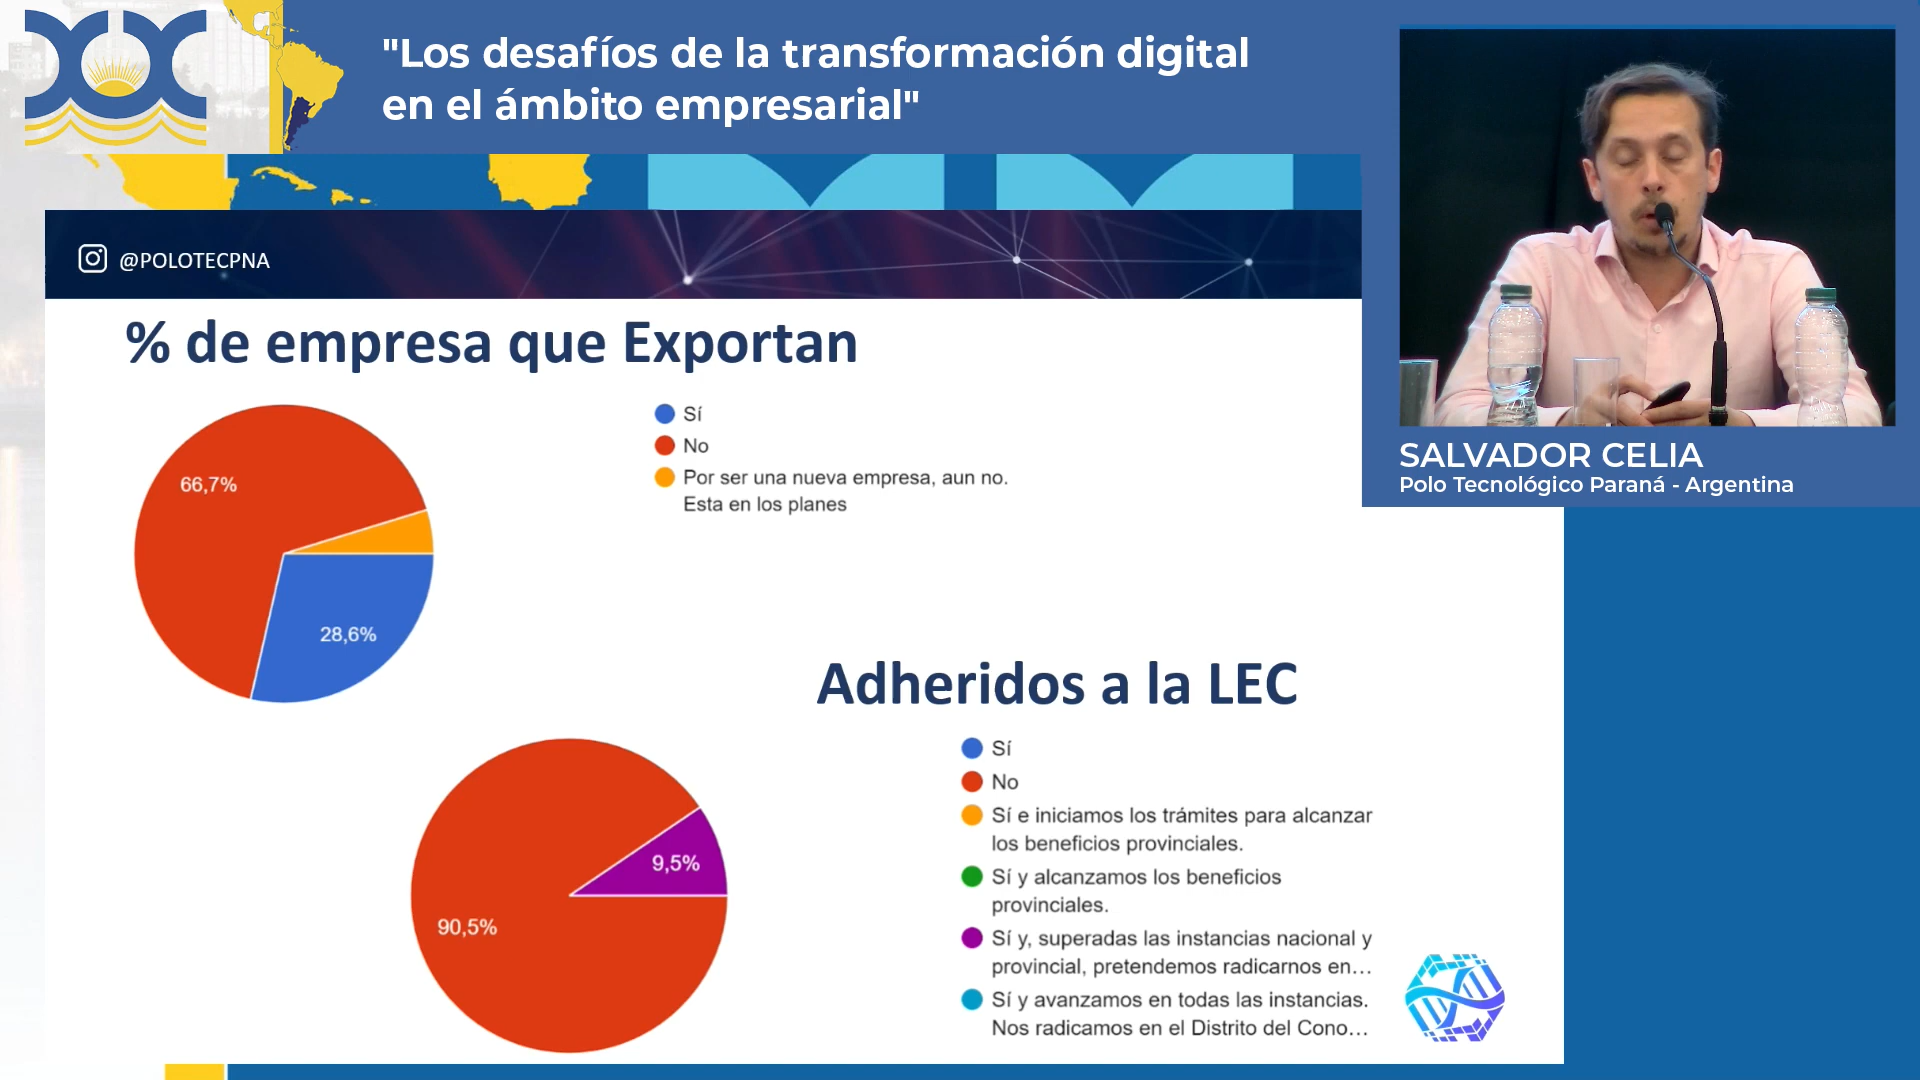 "Los desafíos de la transformación digital
en el ámbito empresarial"
@POLOTECPNA
% de empresa que Exportan
66,7%
28,6%
Sí
No
Por ser una nueva empresa, aun no.
Esta en los planes
SALVADOR CELIA
Polo Tecnológico Paraná - Argentina
Adheridos a la LEC
90,5%
9,5%
Sí
No
Sí e iniciamos los trámites para alcanzar
los beneficios provinciales.
Sí y alcanzamos los beneficios
provinciales.
Sí y, superadas las instancias nacional y
provincial, pretendemos radicarnos en…
Sí y avanzamos en todas las instancias.
Nos radicamos en el Distrito del Cono…